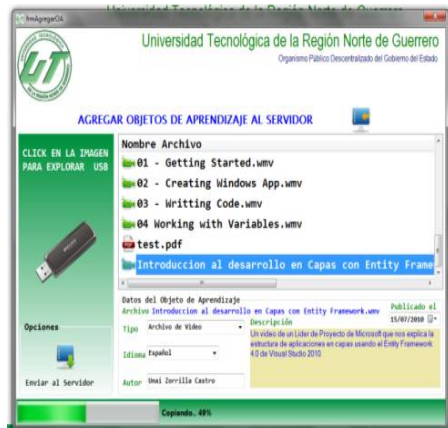 frmAgregarOA
Universidad Tecnológica de la Región Norte de Guerrero
Organismo Público Descentralizado del Gobierno del Estado
UT
AGREGAR OBJETOS DE APRENDIZAJE AL SERVIDOR
CLICK EN LA IMAGEN
PARA EXPLORAR USB
Nombre Archivo
01 - Getting Started.wmv
02 - Creating Windows App.wmv
03 - Writting Code.wmv
04 Working with Variables.wmv
test.pdf
Introduccion al desarrollo en Capas con Entity Frame
Datos del Objeto de Aprendizaje
Archivo Introduccion al desarrollo en Capas con Entity Framework.wmv
Publicado el
15/07/2010
Tipo Archivo de Video
Descripción
Un video de un Lider de Proyecto de Microsoft que nos explica la
estructura de aplicaciones en capas usando el Entity Framework
4.0 de Visual Studio 2010.
Idioma Español
Autor Unai Zorrilla Castro
Opciones
Enviar al Servidor
Copiando.. 49%